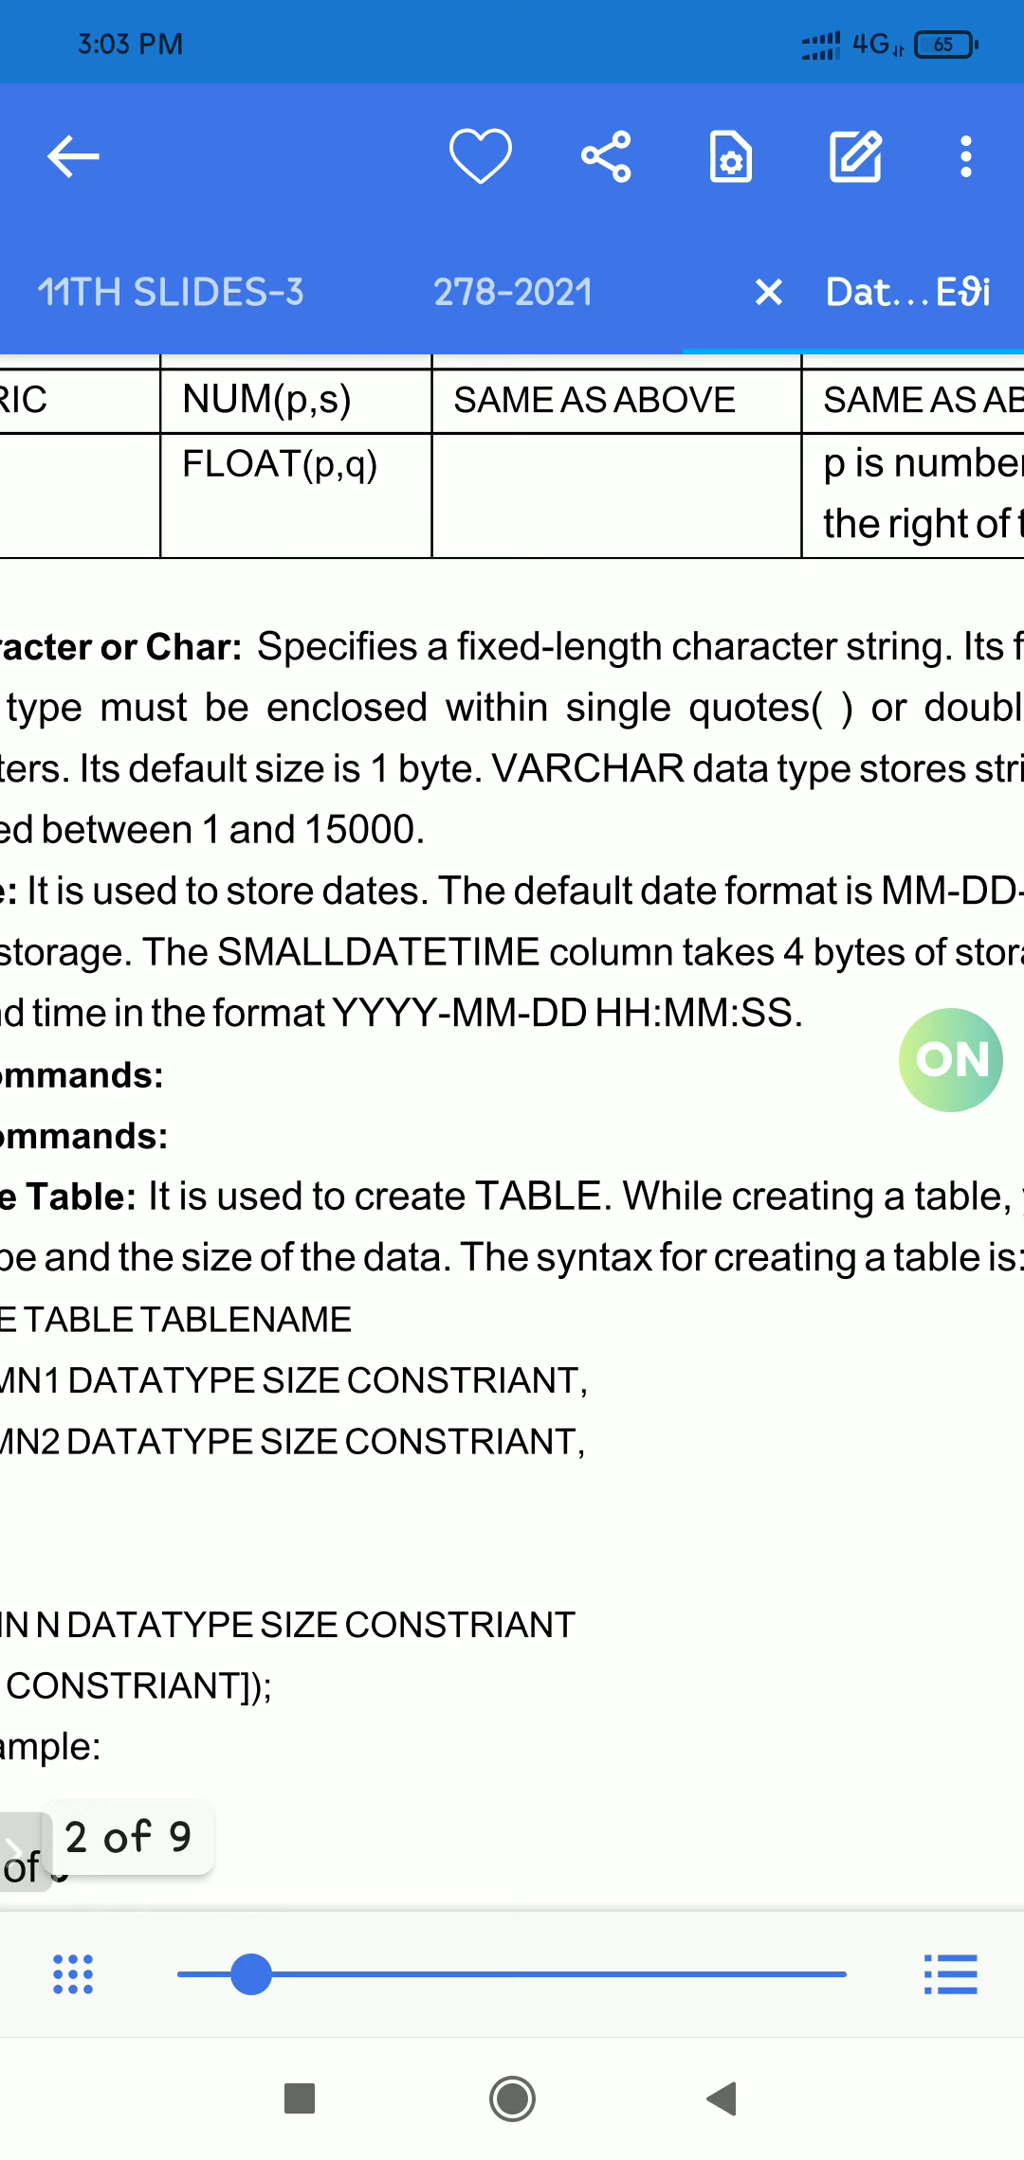 3:03 PM 4G 65
11TH SLIDES-3 278-2021 Dat...Eϑi
RIC NUM(p,s) SAME AS ABOVE SAME AS AB
FLOAT(p,q) p is number
the right of t
racter or Char: Specifies a fixed-length character string. Its f
type must be enclosed within single quotes( ) or doubl
ters. Its default size is 1 byte. VARCHAR data type stores stri
ed between 1 and 15000.
e: It is used to store dates. The default date format is MM-DD-
storage. The SMALLDATETIME column takes 4 bytes of stora
nd time in the format YYYY-MM-DD HH:MM:SS.
ON
ommands:
ommands:
e Table: It is used to create TABLE. While creating a table, y
pe and the size of the data. The syntax for creating a table is:
E TABLE TABLENAME
MN1 DATATYPE SIZE CONSTRIANT,
MN2 DATATYPE SIZE CONSTRIANT,
IN N DATATYPE SIZE CONSTRIANT
CONSTRIANT]);
ample:
2 of 9
of 9